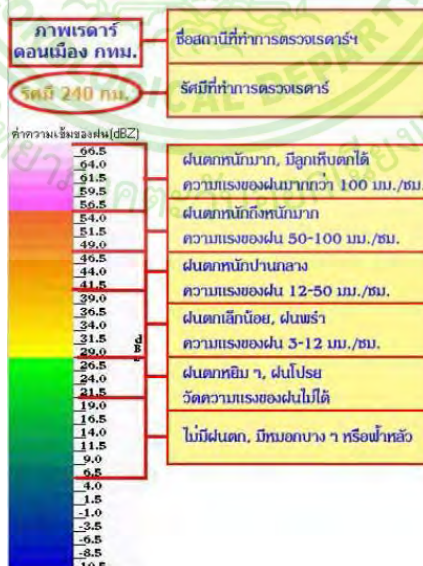 ภาพเรดาร์
ดอนเมือง กทม.
ชื่อสถานีที่ทำการตรวจเรดาร์ฯ
รัศมี 240 กม.
รัศมีที่ทำการตรวจเรดาร์
ค่าความเข้มของฝน(dBZ)
66.5
64.0
61.5
59.5
56.5
54.0
51.5
49.0
46.5
44.0
41.5
39.0
36.5
34.0
31.5
29.0
26.5
24.0
21.5
19.0
16.5
14.0
11.5
9.0
6.5
4.0
1.5
-1.0
-3.5
-6.5
-8.5
-10.5
ฝนตกหนักมาก, มีลูกเห็บตกได้
ความแรงของฝนมากกว่า 100 มม./ชม.
ฝนตกหนักถึงหนักมาก
ความแรงของฝน 50-100 มม./ชม.
ฝนตกหนักปานกลาง
ความแรงของฝน 12-50 มม./ชม.
ฝนตกเล็กน้อย, ฝนพรำ
ความแรงของฝน 3-12 มม./ชม.
ฝนตกหยิม ๆ, ฝนโปรย
วัดความแรงของฝนไม่ได้
ไม่มีฝนตก, มีหมอกบาง ๆ หรือฟ้าหลัว